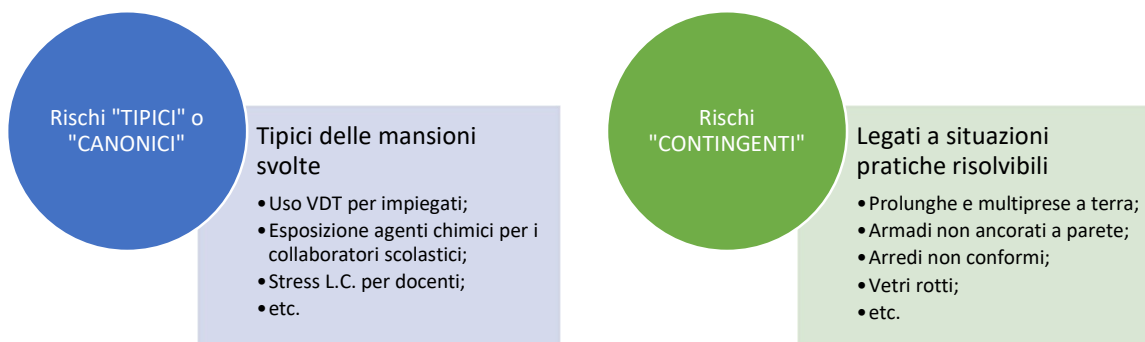 Rischi "TIPICI" o
"CANONICI"
Tipici delle mansioni
svolte
•Uso VDT per impiegati;
•Esposizione agenti chimici per i
collaboratori scolastici;
•Stress L.C. per docenti;
•etc.
Rischi
"CONTINGENTI"
Legati a situazioni
pratiche risolvibili
•Prolunghe e multiprese a terra;
•Armadi non ancorati a parete;
•Arredi non conformi;
•Vetri rotti;
•etc.